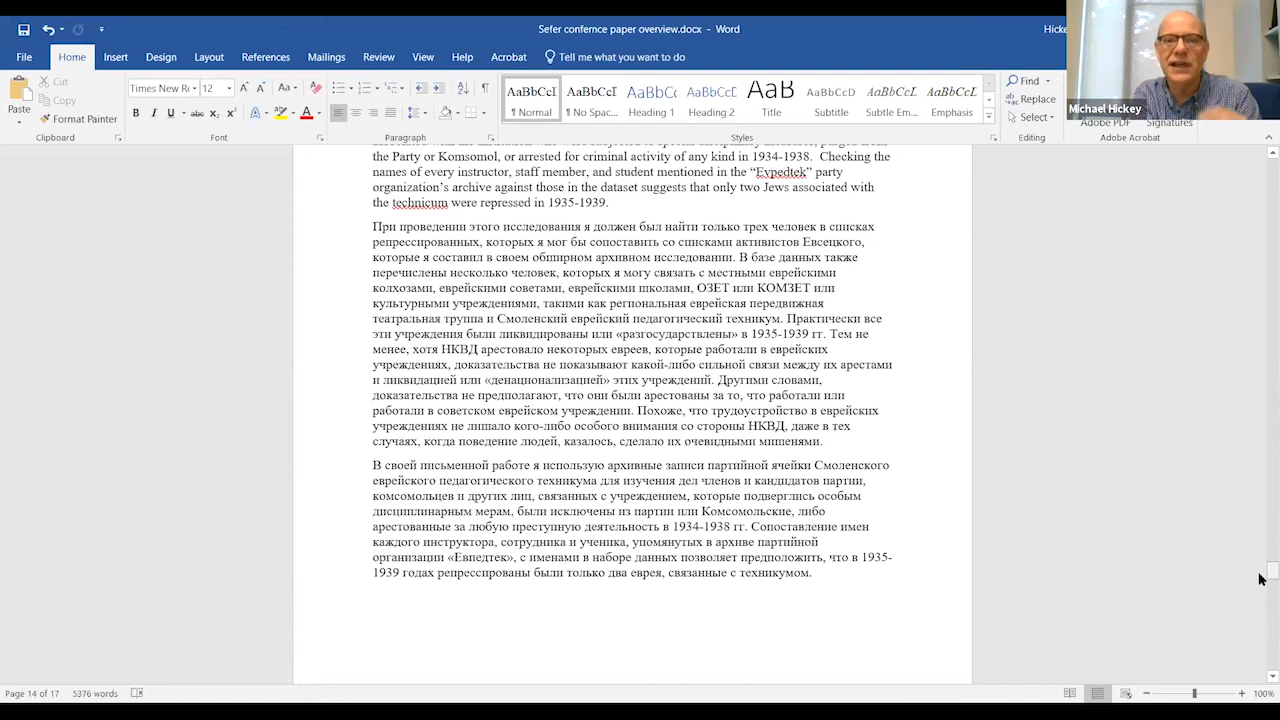 Sefer confernce paper overview.docx - Word
Hicke
File Home Insert Design Layout References Mailings Review View Help Acrobat Tell me what you want to do
Paste
Cut
Copy
Format Painter
Clipboard
Times New Ro 12
Font
Paragraph
AaBbCcI AaBbCcI AaBbCc AaBbCcE AaBbC AaBbCcD AaBbCcI AaBbCcI
¶ Normal ¶ No Spac... Heading 1 Heading 2 Title Subtitle Subtle Em... Emphasis
Styles
Find
Replace
Select
Editing
Michael Hickey
Adobe PDF Signatures
Adobe Acrobat
the Party or Komsomol, or arrested for criminal activity of any kind in 1934-1938. Checking the
names of every instructor, staff member, and student mentioned in the “Evpedtek” party
organization’s archive against those in the dataset suggests that only two Jews associated with
the technicum were repressed in 1935-1939.
При проведении этого исследования я должен был найти только трех человек в списках
репрессированных, которых я мог бы сопоставить со списками активистов Евсецкого,
которые я составил в своем обширном архивном исследовании. В базе данных также
перечислены несколько человек, которых я могу связать с местными еврейскими
колхозами, еврейскими советами, еврейскими школами, ОЗЕТ или КОМЗЕТ или
культурными учреждениями, такими как региональная еврейская передвижная
театральная труппа и Смоленский еврейский педагогический техникум. Практически все
эти учреждения были ликвидированы или «разгосударствлены» в 1935-1939 гг. Тем не
менее, хотя НКВД арестовало некоторых евреев, которые работали в еврейских
учреждениях, доказательства не показывают какой-либо сильной связи между их арестами
и ликвидацией или «денационализацией» этих учреждений. Другими словами,
доказательства не предполагают, что они были арестованы за то, что работали или
работали в советском еврейском учреждении. Похоже, что трудоустройство в еврейских
учреждениях не лишало кого-либо особого внимания со стороны НКВД, даже в тех
случаях, когда поведение людей, казалось, сделало их очевидными мишенями.
В своей письменной работе я использую архивные записи партийной ячейки Смоленского
еврейского педагогического техникума для изучения дел членов и кандидатов партии,
комсомольцев и других лиц, связанных с учреждением, которые подверглись особым
дисциплинарным мерам, были исключены из партии или Комсомольские, либо
арестованные за любую преступную деятельность в 1934-1938 гг. Сопоставление имен
каждого инструктора, сотрудника и ученика, упомянутых в архиве партийной
организации «Евпедтек», с именами в наборе данных позволяет предположить, что в 1935-
1939 годах репрессированы были только два еврея, связанные с техникумом.
Page 14 of 17 5376 words
100%